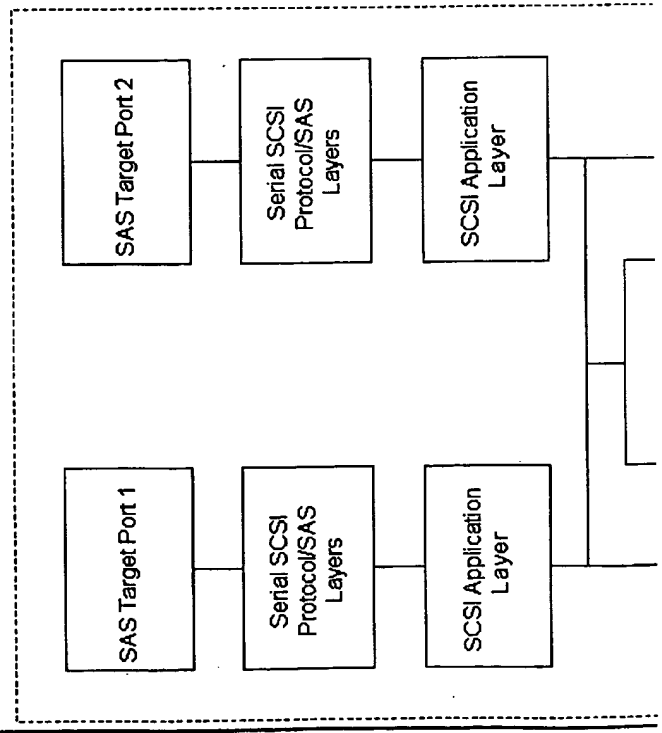 SAS Target Port 1
Serial SCSI
Protocol/SAS
Layers
SCSI Application
Layer
SAS Target Port 2
Serial SCSI
Protocol/SAS
Layers
SCSI Application
Layer